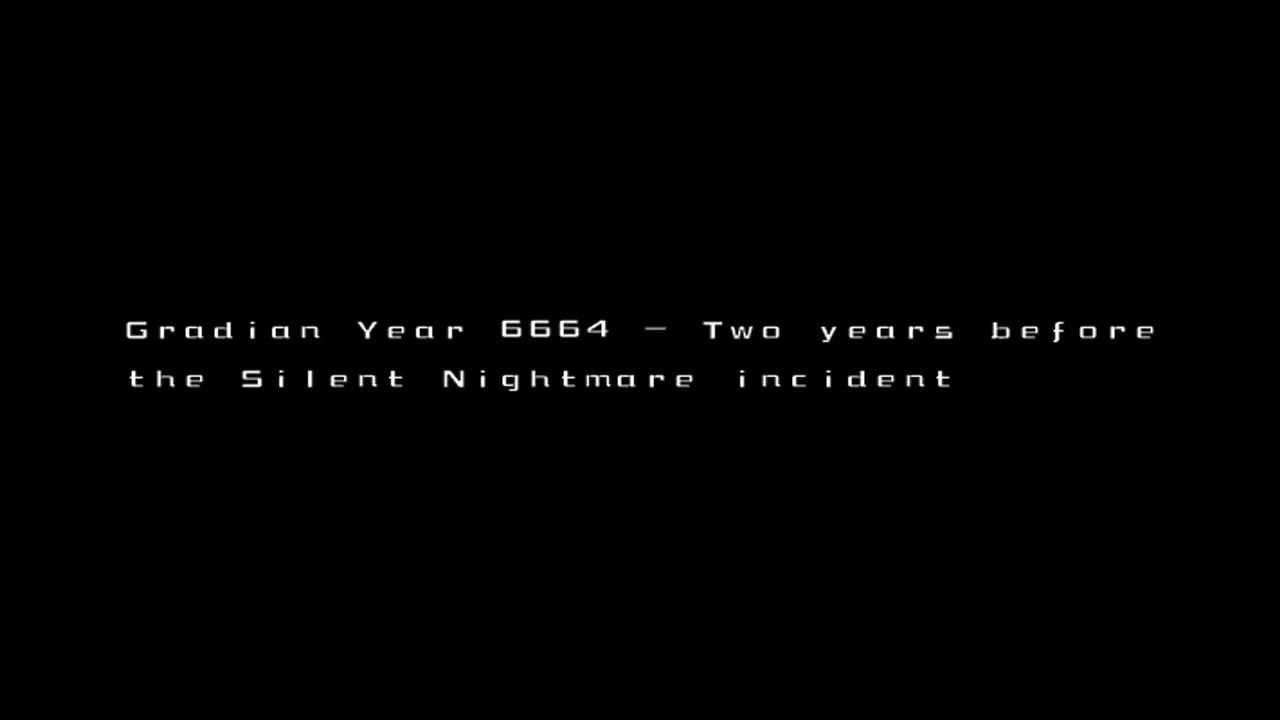 Gradian Year 6664 – Two years before
the Silent Nightmare incident